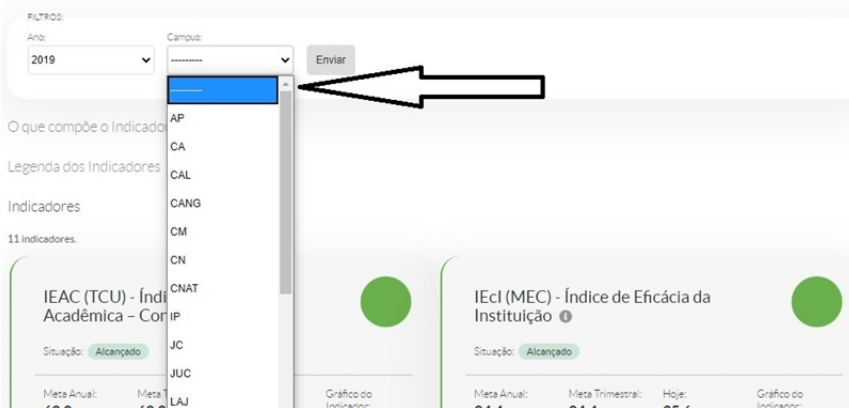 FILTROS:
Ano: Campus:
2019 --------- Enviar
---------
AP
O que compõe o Indicador
CA
Legenda dos Indicadores
CAL
Indicadores
CANG
CM
11 indicadores.
CN
CNAT
IEAC (TCU) - Índi
Acadêmica – Con
IP
IEcI (MEC) - Índice de Eficácia da
Instituição
JC
Situação: Alcançado
Situação: Alcançado
JUC
Meta Anual: Meta T Gráfico do
Indicador:
LAJ
Meta Anual: Meta Trimestral: Hoje: Gráfico do
Indicador: